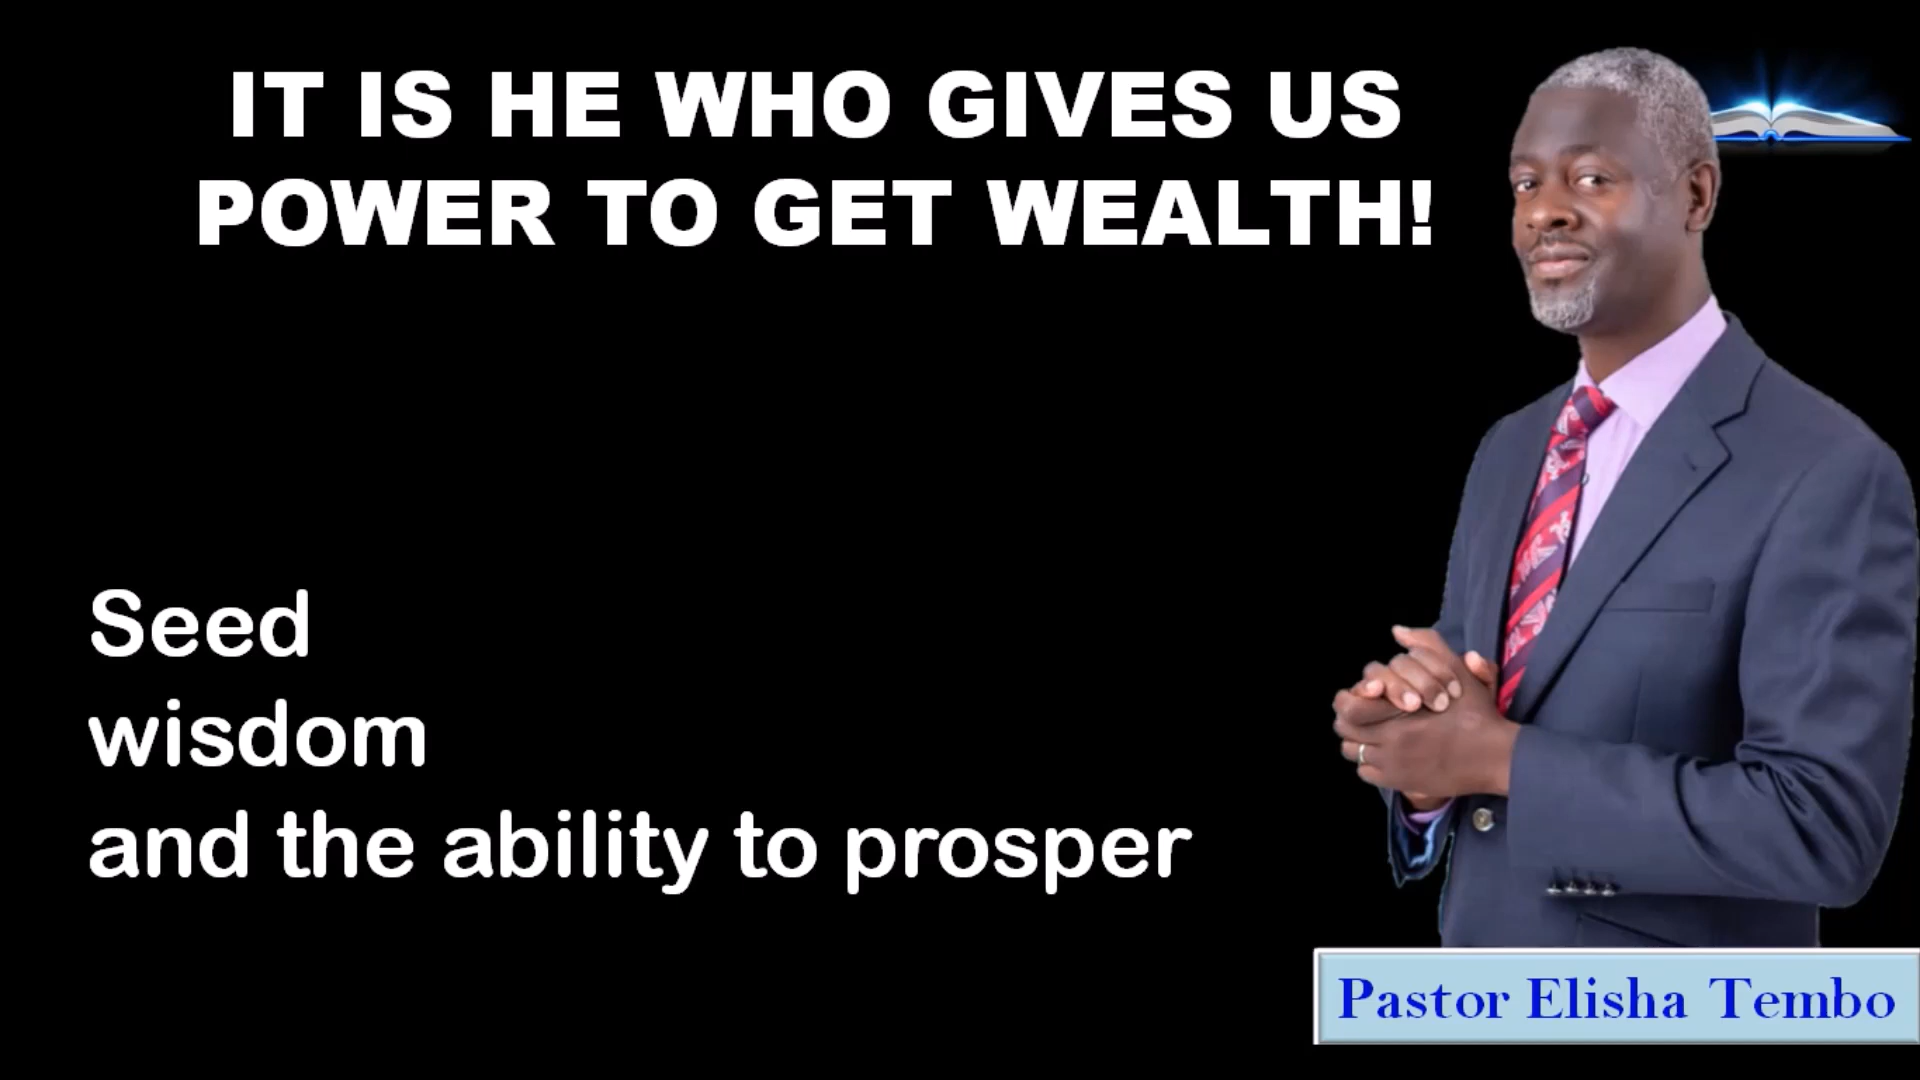 IT IS HE WHO GIVES US
POWER TO GET WEALTH!
Seed
wisdom
and the ability to prosper
Pastor Elisha Tembo